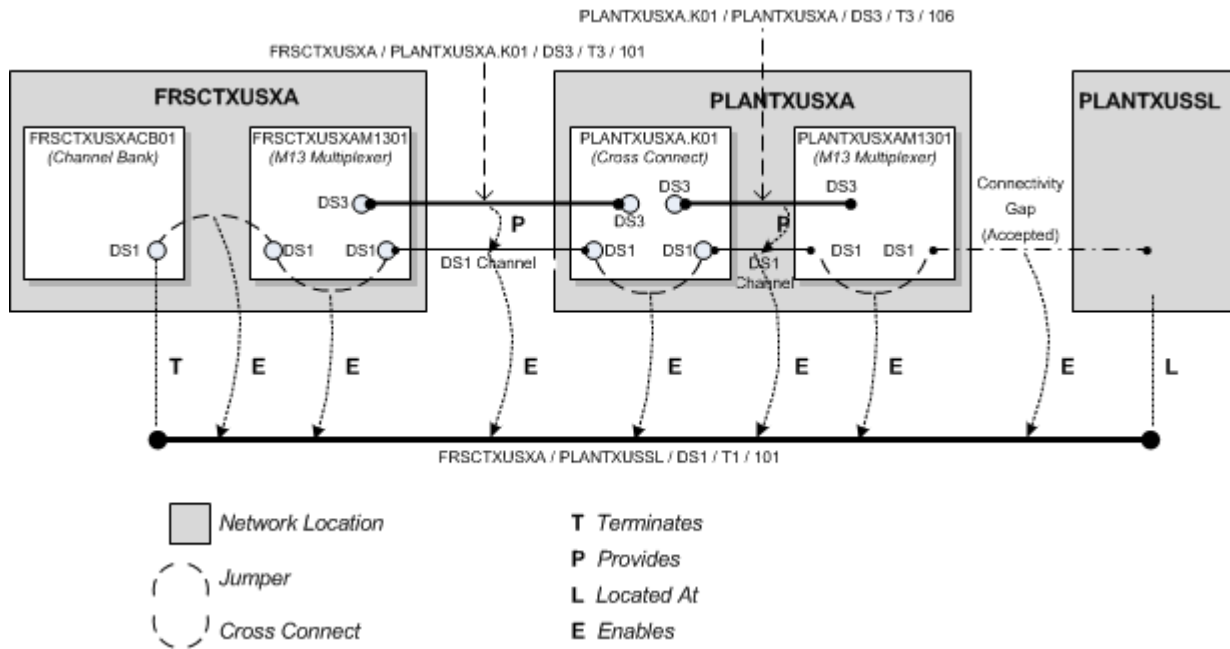 PLANTXUSXA.K01 / PLANTXUSXA / DS3 / T3 / 106
FRSCTXUSXA / PLANTXUSXA.K01 / DS3 / T3 / 101
FRSCTXUSXA
PLANTXUSXA
PLANTXUSSL
FRSCTXUSXACB01
(Channel Bank)
FRSCTXUSXAM1301
(M13 Multiplexer)
PLANTXUSXA.K01
(Cross Connect)
PLANTXUSXAM1301
(M13 Multiplexer)
DS3
DS3
DS3
DS3
Connectivity
Gap
(Accepted)
P
P
DS1
DS1
DS1
DS1 Channel
DS1
DS1
DS1
Channel
DS1
DS1
T
E
E
E
E
E
E
E
L
FRSCTXUSXA / PLANTXUSSL / DS1 / T1 / 101
Network Location
Jumper
Cross Connect
T Terminates
P Provides
L Located At
E Enables